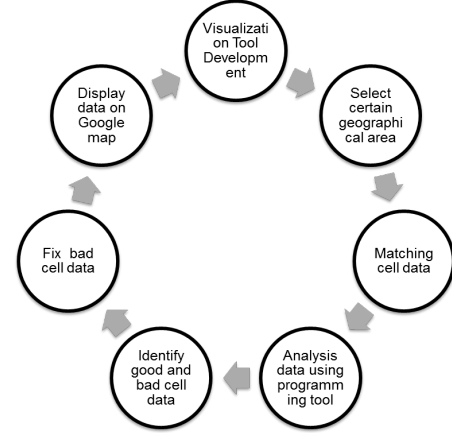 Visualizati
on Tool
Developm
ent
Select
certain
geographi
cal area
Matching
cell data
Analysis
data using
programm
ing tool
Identify
good and
bad cell
data
Fix bad
cell data
Display
data on
Google
map